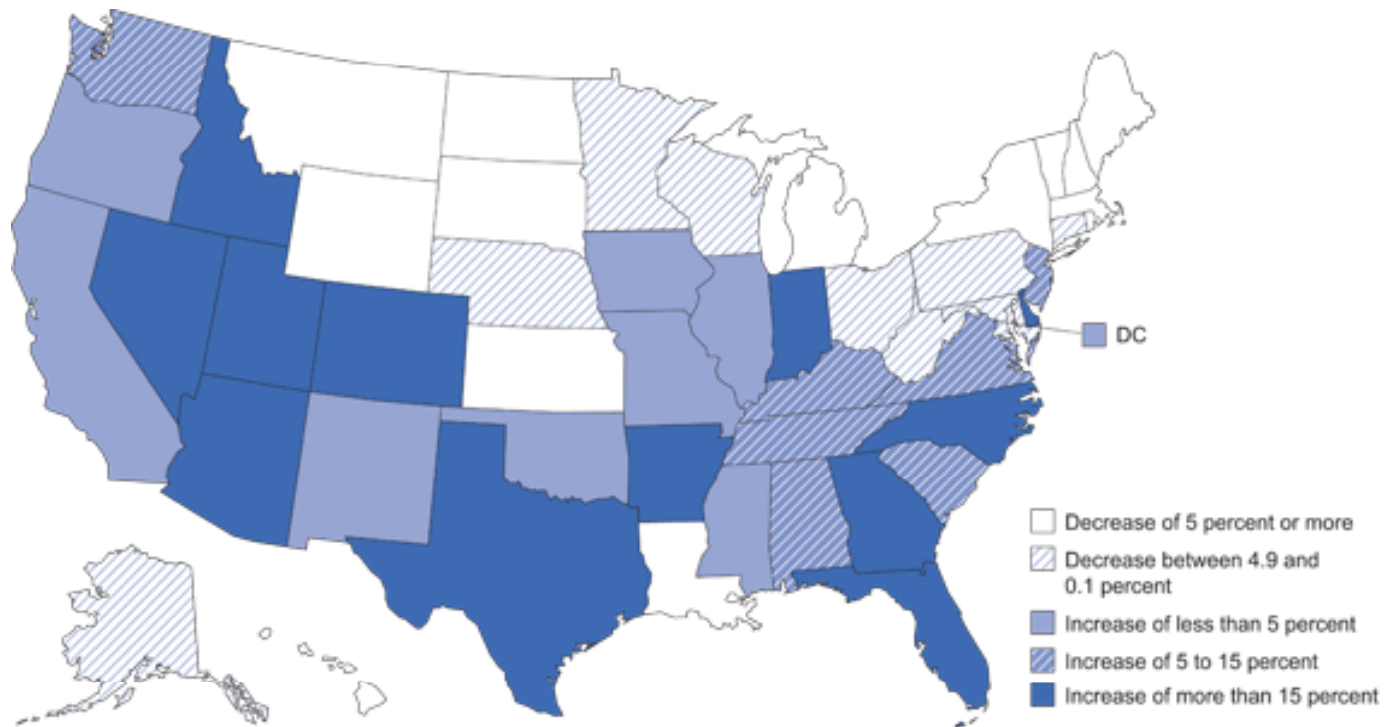 DC
Decrease of 5 percent or more
Decrease between 4.9 and
0.1 percent
Increase of less than 5 percent
Increase of 5 to 15 percent
Increase of more than 15 percent